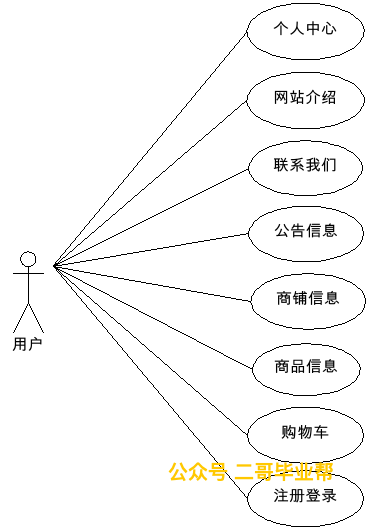 个人中心
网站介绍
联系我们
公告信息
商铺信息
用户
商品信息
购物车
公众号 二哥毕业帮
注册登录